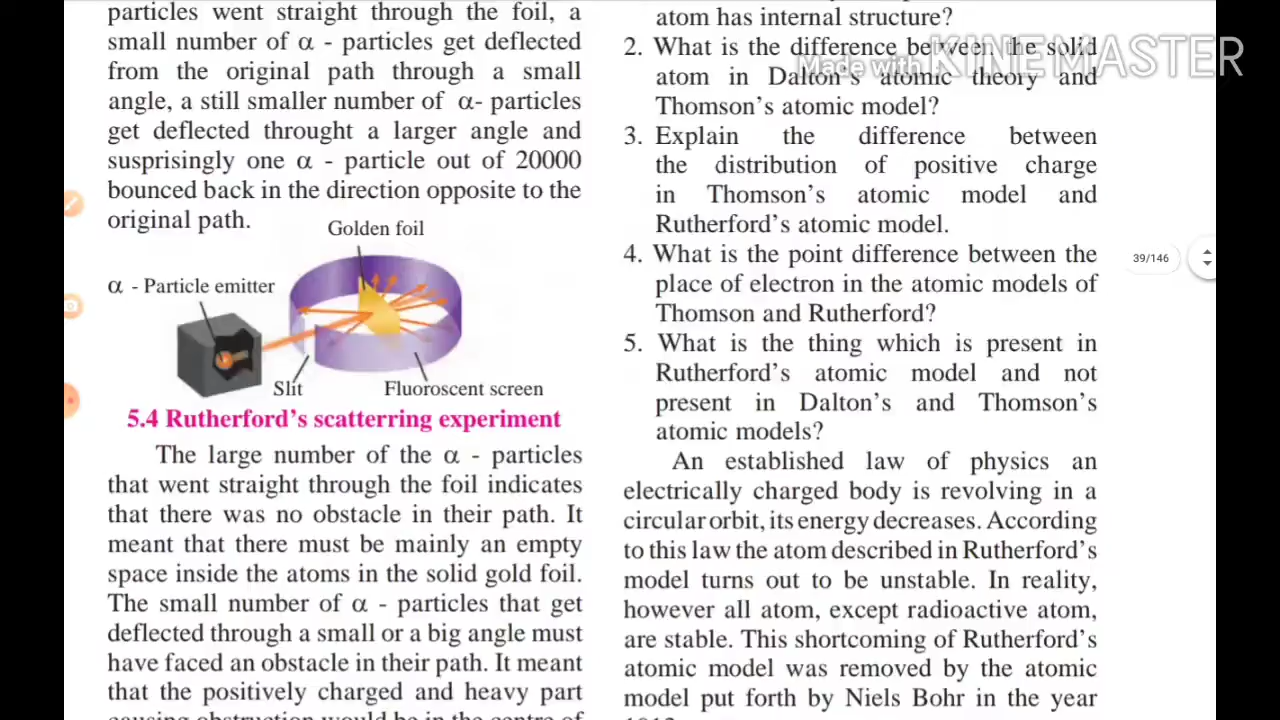 particles went straight through the foil, a
small number of α - particles get deflected
from the original path through a small
angle, a still smaller number of α- particles
get deflected throught a larger angle and
susprisingly one α - particle out of 20000
bounced back in the direction opposite to the
original path.
Golden foil
α - Particle emitter
Slit
Fluoroscent screen
5.4 Rutherford's scatterring experiment
The large number of the α - particles
that went straight through the foil indicates
that there was no obstacle in their path. It
meant that there must be mainly an empty
space inside the atoms in the solid gold foil.
The small number of α - particles that get
deflected through a small or a big angle must
have faced an obstacle in their path. It meant
that the positively charged and heavy part
causing obstruction would be in the centre of
atom has internal structure?
2. What is the difference between the solid
atom in Dalton's atomic theory and
Thomson's atomic model?
3. Explain the difference between
the distribution of positive charge
in Thomson's atomic model and
Rutherford's atomic model.
4. What is the point difference between the
place of electron in the atomic models of
Thomson and Rutherford?
5. What is the thing which is present in
Rutherford's atomic model and not
present in Dalton's and Thomson's
atomic models?
An established law of physics an
electrically charged body is revolving in a
circular orbit, its energy decreases. According
to this law the atom described in Rutherford's
model turns out to be unstable. In reality,
however all atom, except radioactive atom,
are stable. This shortcoming of Rutherford's
atomic model was removed by the atomic
model put forth by Niels Bohr in the year
Made with KINEMASTER
39/146